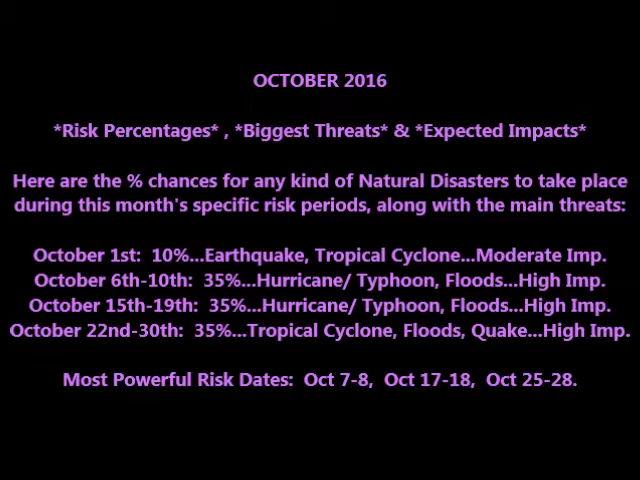 OCTOBER 2016
*Risk Percentages* , *Biggest Threats* & *Expected Impacts*
Here are the % chances for any kind of Natural Disasters to take place
during this month's specific risk periods, along with the main threats:
October 1st:  10%...Earthquake, Tropical Cyclone...Moderate Imp.
October 6th-10th:  35%...Hurricane/ Typhoon, Floods...High Imp.
October 15th-19th:  35%...Hurricane/ Typhoon, Floods...High Imp.
October 22nd-30th:  35%...Tropical Cyclone, Floods, Quake...High Imp.
Most Powerful Risk Dates:  Oct 7-8,  Oct 17-18,  Oct 25-28.